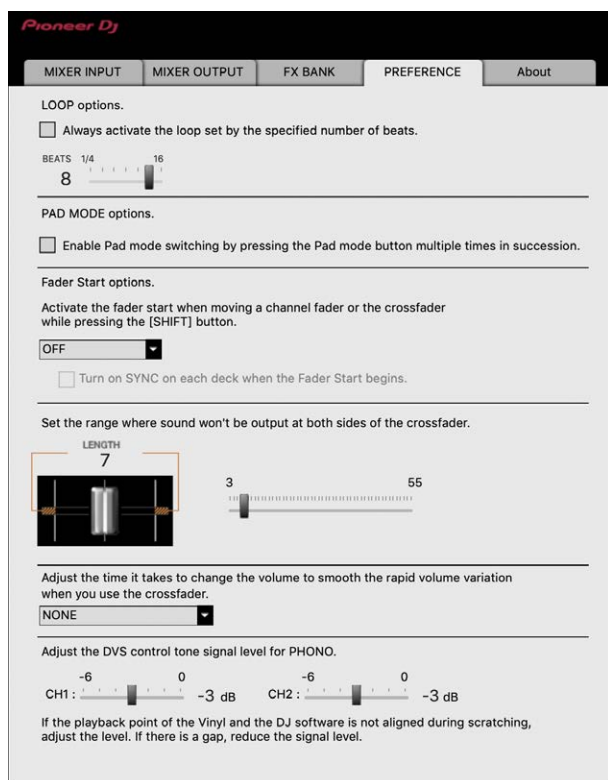 Pioneer Dj
MIXER INPUT
MIXER OUTPUT
FX BANK
PREFERENCE
About
LOOP options.
Always activate the loop set by the specified number of beats.
BEATS 1/4 16
8
PAD MODE options.
Enable Pad mode switching by pressing the Pad mode button multiple times in succession.
Fader Start options.
Activate the fader start when moving a channel fader or the crossfader
while pressing the [SHIFT] button.
OFF
Turn on SYNC on each deck when the Fader Start begins.
Set the range where sound won't be output at both sides of the crossfader.
LENGTH
7
3 55
Adjust the time it takes to change the volume to smooth the rapid volume variation
when you use the crossfader.
NONE
Adjust the DVS control tone signal level for PHONO.
-6 0 -6 0
CH1 : -3 dB CH2 : -3 dB
If the playback point of the Vinyl and the DJ software is not aligned during scratching,
adjust the level. If there is a gap, reduce the signal level.